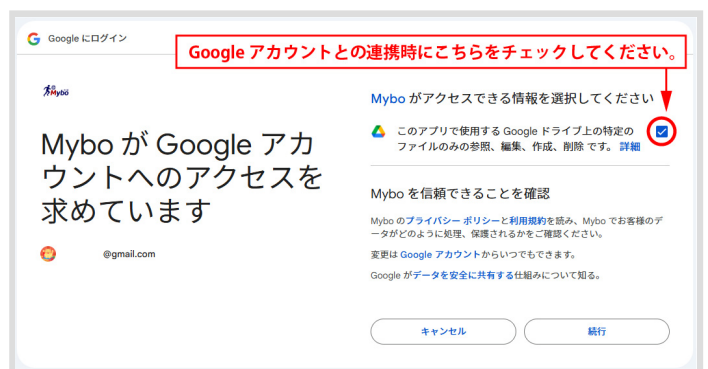 Google にログイン
Google アカウントとの連携時にこちらをチェックしてください。
Mybo
Mybo が Google アカ
ウントへのアクセスを
求めています
@gmail.com
Mybo がアクセスできる情報を選択してください
このアプリで使用する Google ドライブ上の特定の
ファイルのみの参照、編集、作成、削除 です。 詳細
Mybo を信頼できることを確認
Mybo のプライバシー ポリシーと利用規約を読み、Mybo でお客様のデ
ータがどのように処理、保護されるかをご確認ください。
変更は Google アカウントからいつでもできます。
Google がデータを安全に共有する仕組みについて知る。
キャンセル
続行